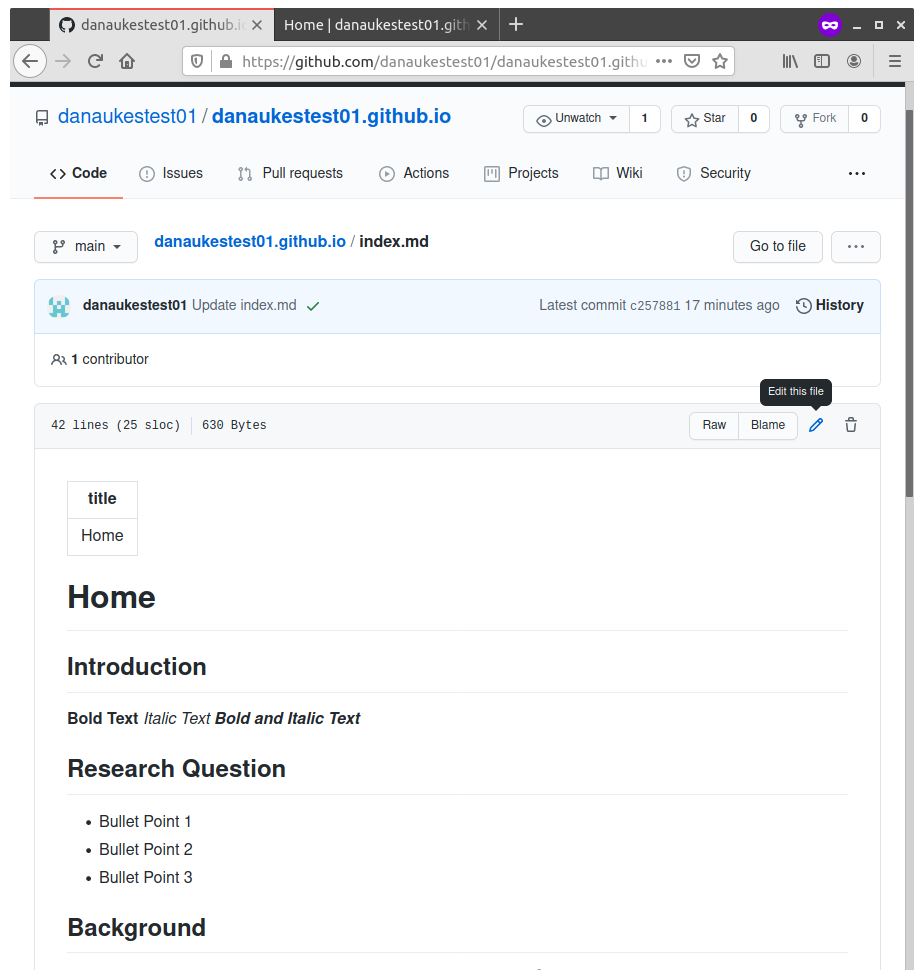 danaukestest01.github.i
Home | danaukestest01.gith
https://github.com/danaukestest01/danaukestest01.githu
danaukestest01 / danaukestest01.github.io
Unwatch 1
Star 0
Fork 0
Code Issues Pull requests Actions Projects Wiki Security
main
danaukestest01.github.io / index.md
Go to file
danaukestest01 Update index.md
Latest commit c257881 17 minutes ago
History
1 contributor
Edit this file
42 lines (25 sloc) 630 Bytes
Raw Blame
title
Home
Home
Introduction
Bold Text Italic Text Bold and Italic Text
Research Question
• Bullet Point 1
• Bullet Point 2
• Bullet Point 3
Background